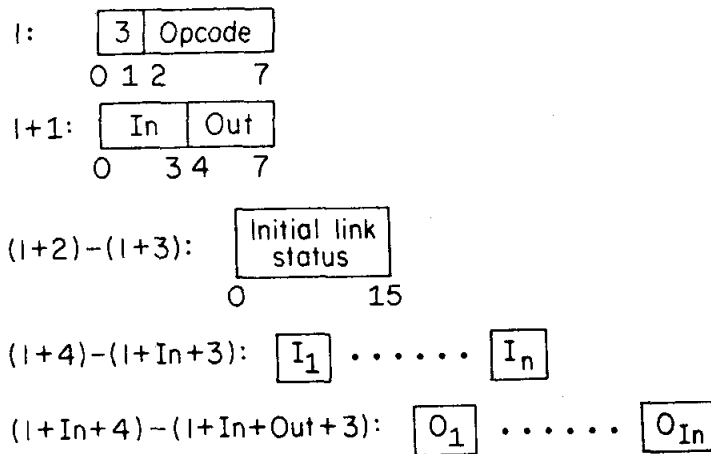 l: 3 Opcode
0 1 2 7
l+1: In Out
0 3 4 7
(l+2)-(l+3): Initial link
status
0 15
(l+4)-(l+In+3): I1 ...... In
(l+In+4)-(l+In+Out+3): O1 ...... OIn